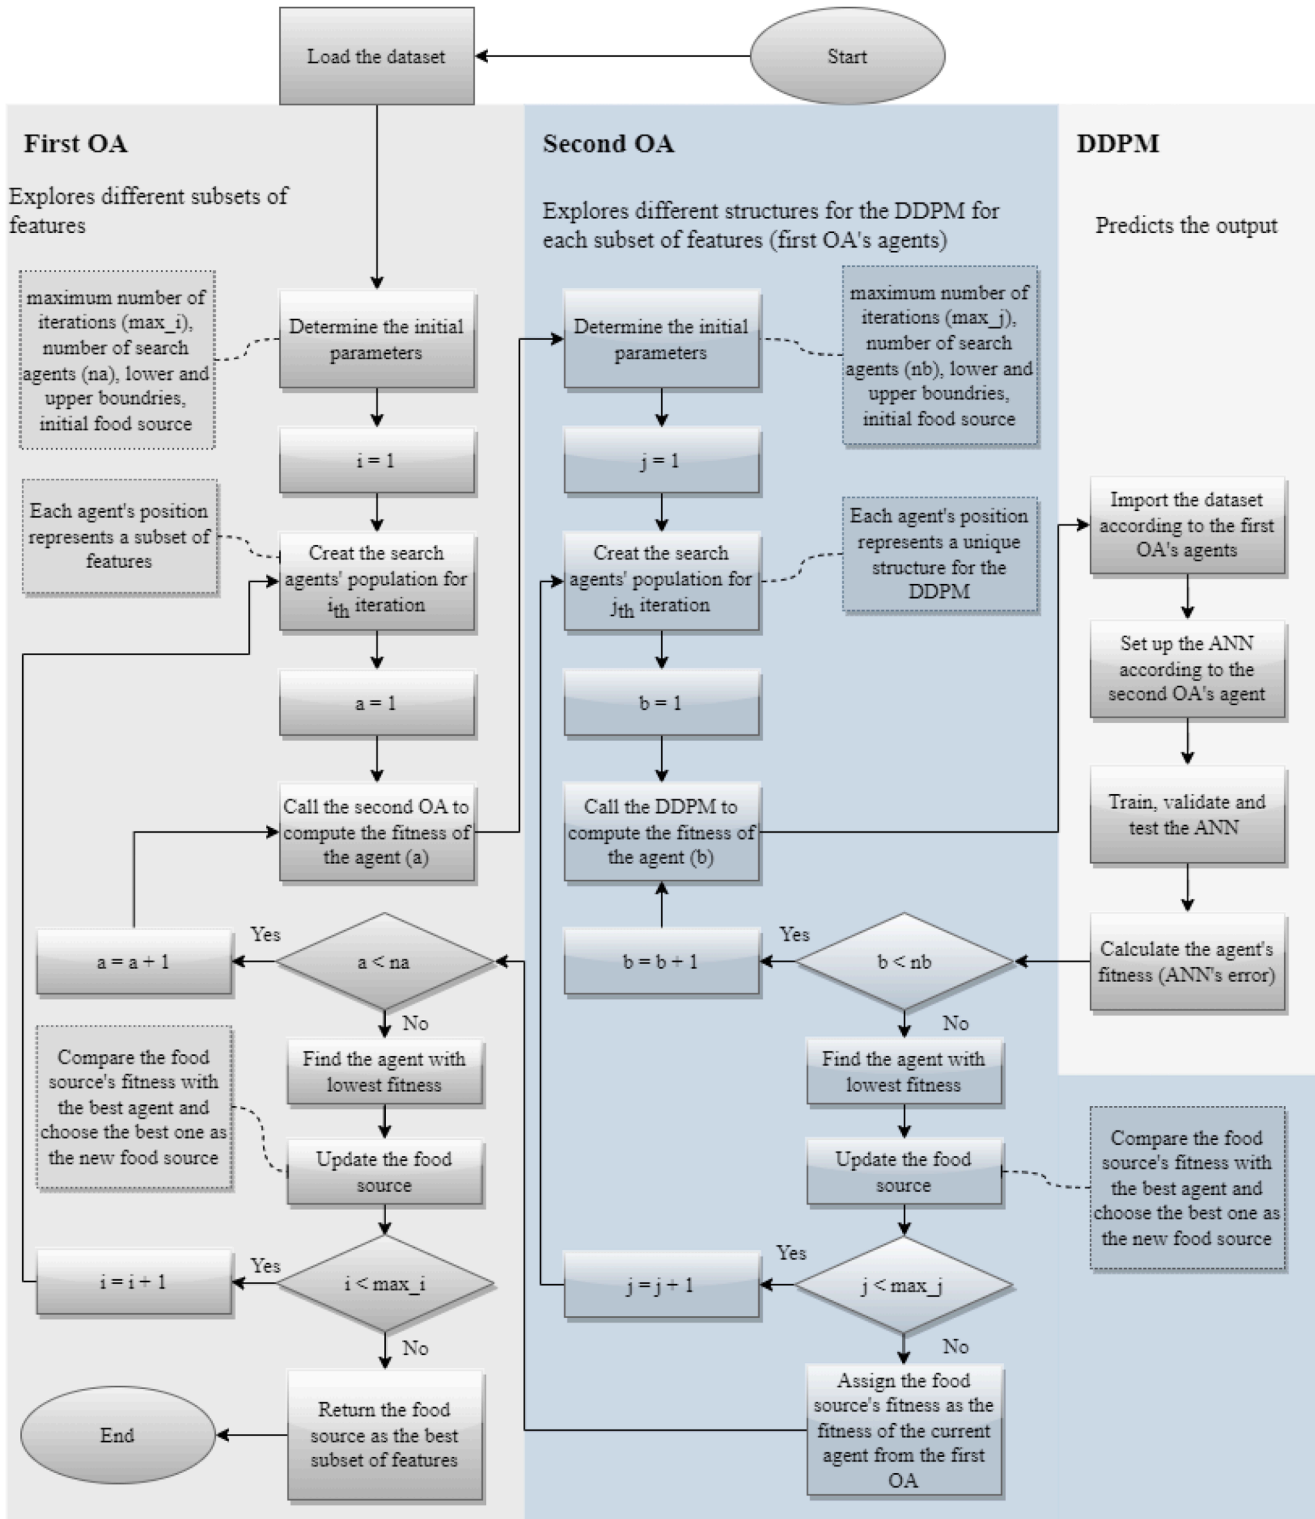 Load the dataset
Start
First OA
Explores different subsets of
features
maximum number of
iterations (max_i),
number of search
agents (na), lower and
upper boundries,
initial food source
Determine the initial
parameters
i = 1
Each agent's position
represents a subset of
features
Creat the search
agents' population for
i_th iteration
a = 1
Call the second OA to
compute the fitness of
the agent (a)
a < na
Yes
a = a + 1
No
Find the agent with
lowest fitness
Compare the food
source's fitness with
the best agent and
choose the best one as
the new food source
Update the food
source
i < max_i
Yes
i = i + 1
No
Return the food
source as the best
subset of features
End
Second OA
Explores different structures for the DDPM for
each subset of features (first OA's agents)
Determine the initial
parameters
maximum number of
iterations (max_j),
number of search
agents (nb), lower and
upper boundries,
initial food source
j = 1
Creat the search
agents' population for
j_th iteration
Each agent's position
represents a unique
structure for the
DDPM
b = 1
Call the DDPM to
compute the fitness of
the agent (b)
b < nb
Yes
b = b + 1
No
Find the agent with
lowest fitness
Update the food
source
Compare the food
source's fitness with
the best agent and
choose the best one as
the new food source
j < max_j
Yes
j = j + 1
No
Assign the food
source's fitness as the
fitness of the current
agent from the first
OA
DDPM
Predicts the output
Import the dataset
according to the first
OA's agents
Set up the ANN
according to the
second OA's agent
Train, validate and
test the ANN
Calculate the agent's
fitness (ANN's error)